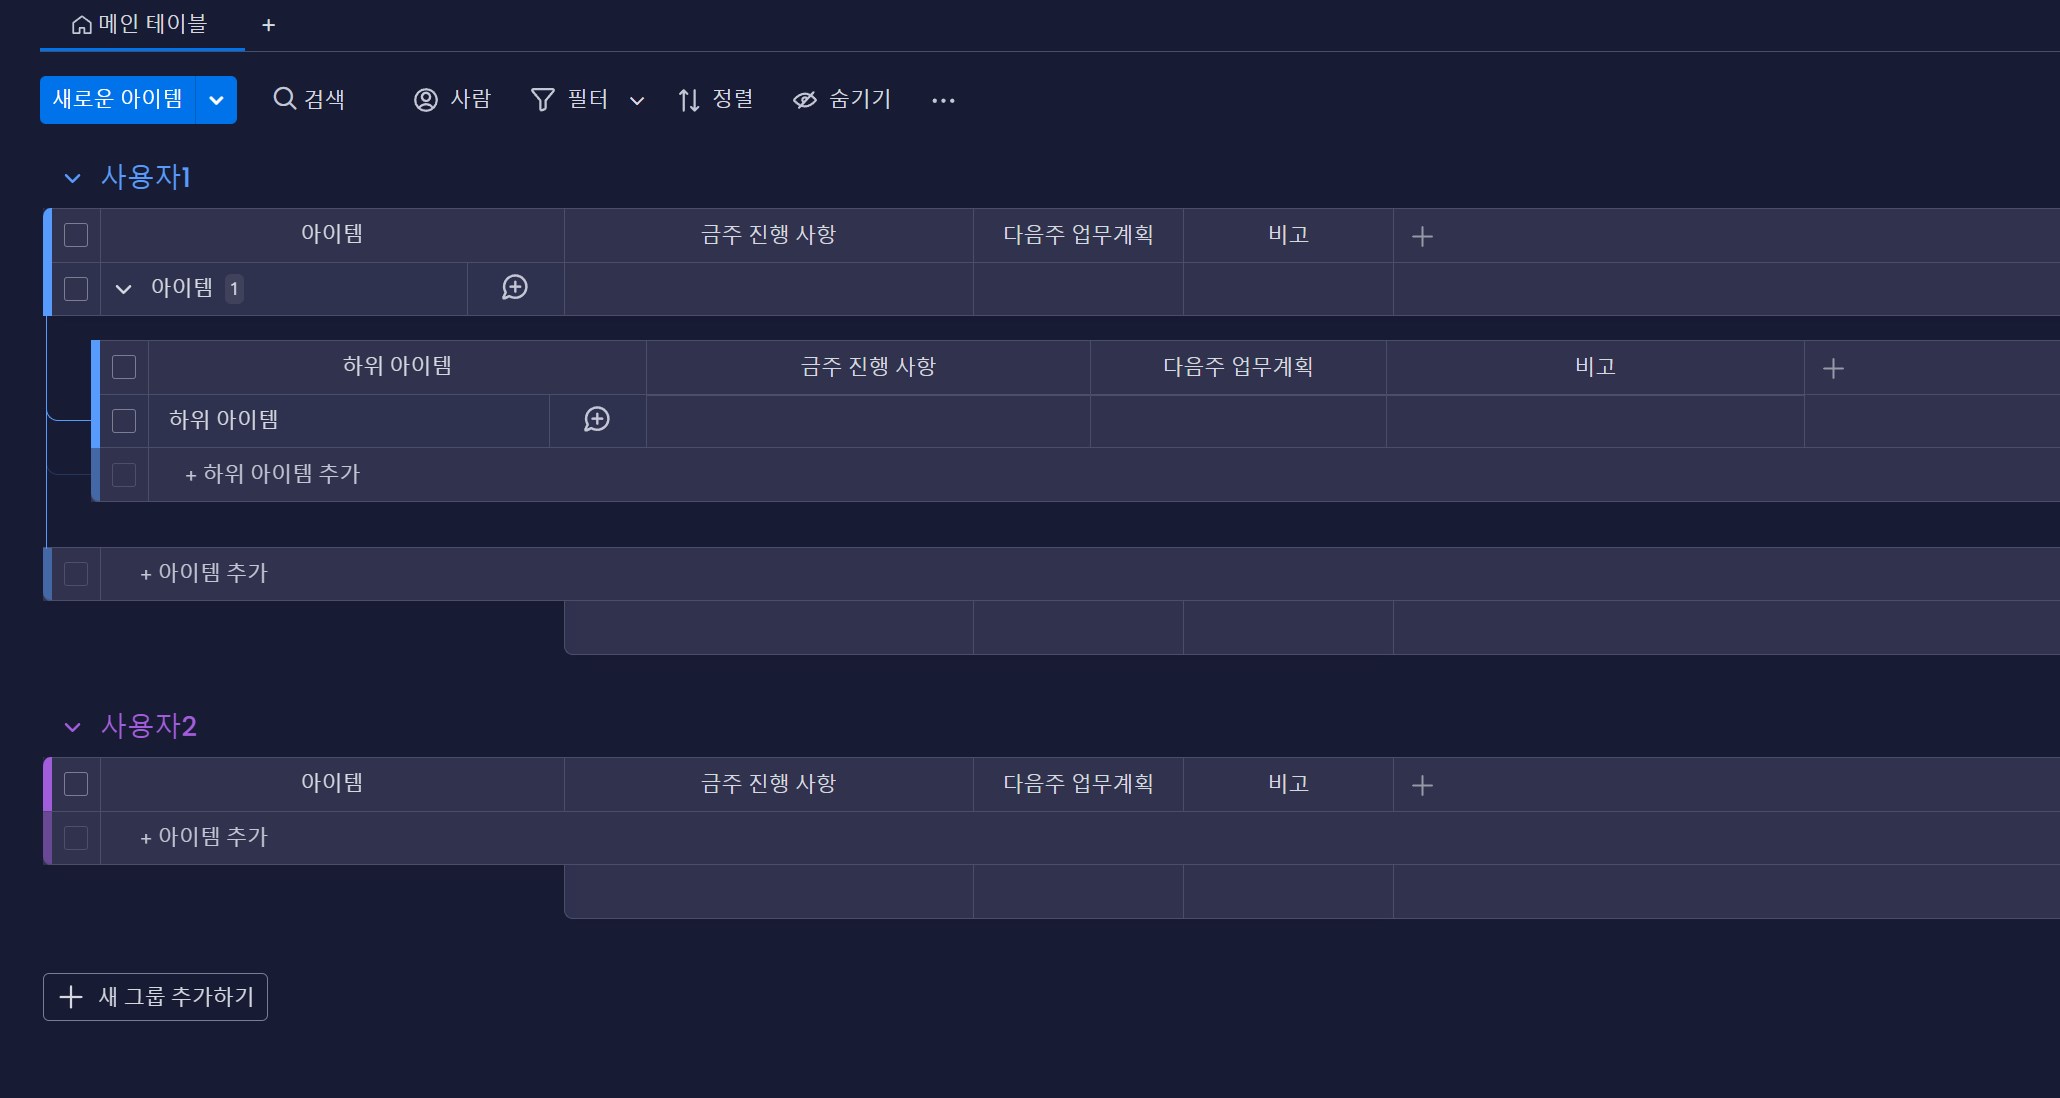 메인 테이블 +
새로운 아이템 검색 사람 필터 정렬 숨기기 ...
사용자1
아이템 금주 진행 사항 다음주 업무계획 비고 +
아이템 1
하위 아이템 금주 진행 사항 다음주 업무계획 비고 +
하위 아이템
+ 하위 아이템 추가
+ 아이템 추가
사용자2
아이템 금주 진행 사항 다음주 업무계획 비고 +
+ 아이템 추가
+ 새 그룹 추가하기